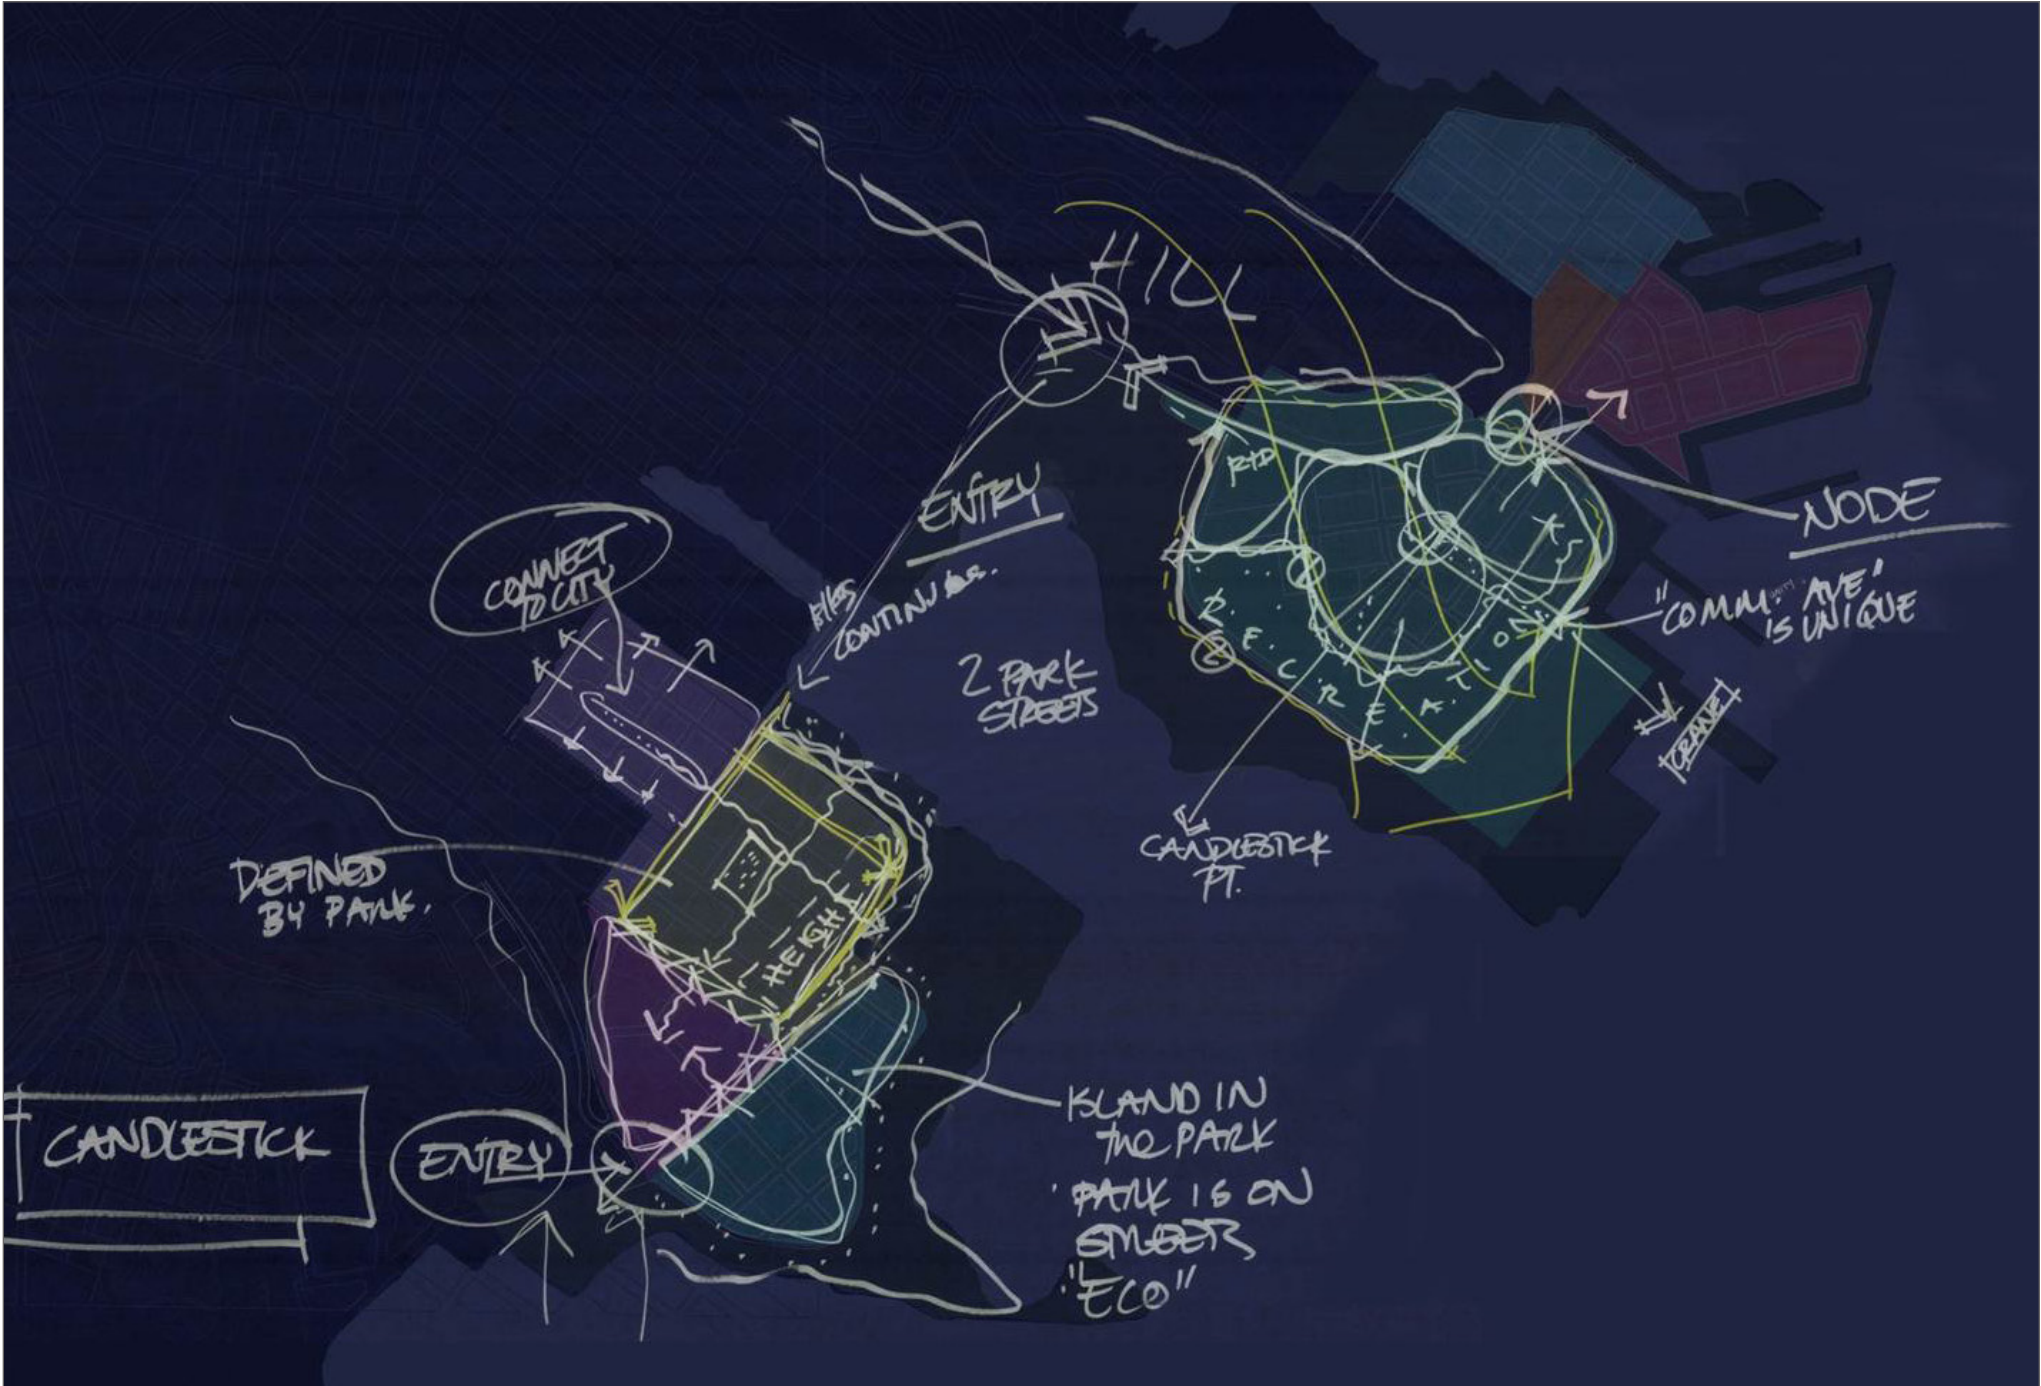 HILL
R+D
ENTRY
NODE
CONNECT
TO CITY
CONTINUES.
"COMM. AVE"
IS UNIQUE
RECREATION
2 PARK
STREETS
CRANE
CANDLESTICK
PT.
DEFINED
BY PARK.
HEIGHT
ISLAND IN
THE PARK
PARK IS ON
STREETS
"ECO"
CANDLESTICK
ENTRY